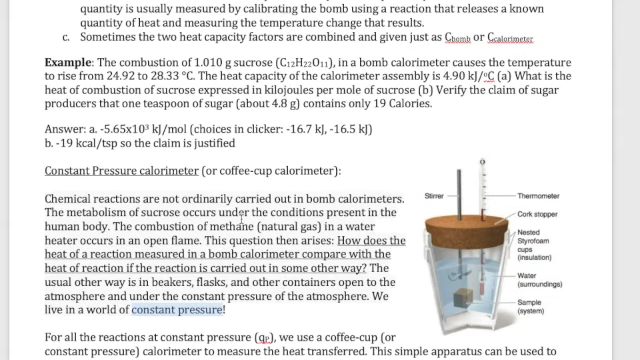 quantity is usually measured by calibrating the bomb using a reaction that releases a known
quantity of heat and measuring the temperature change that results.
c. Sometimes the two heat capacity factors are combined and given just as Cbomb or Ccalorimeter
Example: The combustion of 1.010 g sucrose (C₁₂H₂₂O₁₁), in a bomb calorimeter causes the temperature
to rise from 24.92 to 28.33 °C. The heat capacity of the calorimeter assembly is 4.90 kJ/°C (a) What is the
heat of combustion of sucrose expressed in kilojoules per mole of sucrose (b) Verify the claim of sugar
producers that one teaspoon of sugar (about 4.8 g) contains only 19 Calories.
Answer: a. -5.65x10³ kJ/mol (choices in clicker: -16.7 kJ, -16.5 kJ)
b. -19 kcal/tsp so the claim is justified
Constant Pressure calorimeter (or coffee-cup calorimeter):
Chemical reactions are not ordinarily carried out in bomb calorimeters.
The metabolism of sucrose occurs under the conditions present in the
human body. The combustion of methane (natural gas) in a water
heater occurs in an open flame. This question then arises: How does the
heat of a reaction measured in a bomb calorimeter compare with the
heat of reaction if the reaction is carried out in some other way? The
usual other way is in beakers, flasks, and other containers open to the
atmosphere and under the constant pressure of the atmosphere. We
live in a world of constant pressure!
Stirrer
Thermometer
Cork stopper
Nested
Styrofoam
cups
(insulation)
Water
(surroundings)
Sample
(system)
For all the reactions at constant pressure (qP), we use a coffee-cup (or
constant pressure) calorimeter to measure the heat transferred. This simple apparatus can be used to